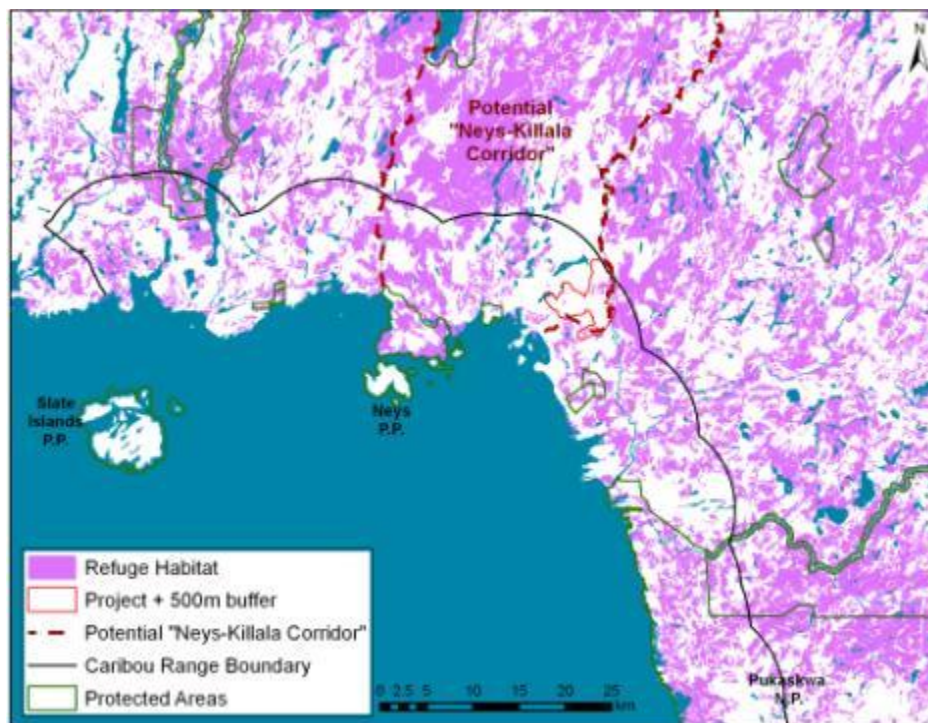 N
Potential
"Neys-Killala
Corridor"
Slate
Islands
P.P.
Neys
P.P.
Refuge Habitat
Project + 500m buffer
Potential "Neys-Killala Corridor"
Caribou Range Boundary
Protected Areas
0 2.5 5 10 15 20 25
km
Pukaskwa
N.P.